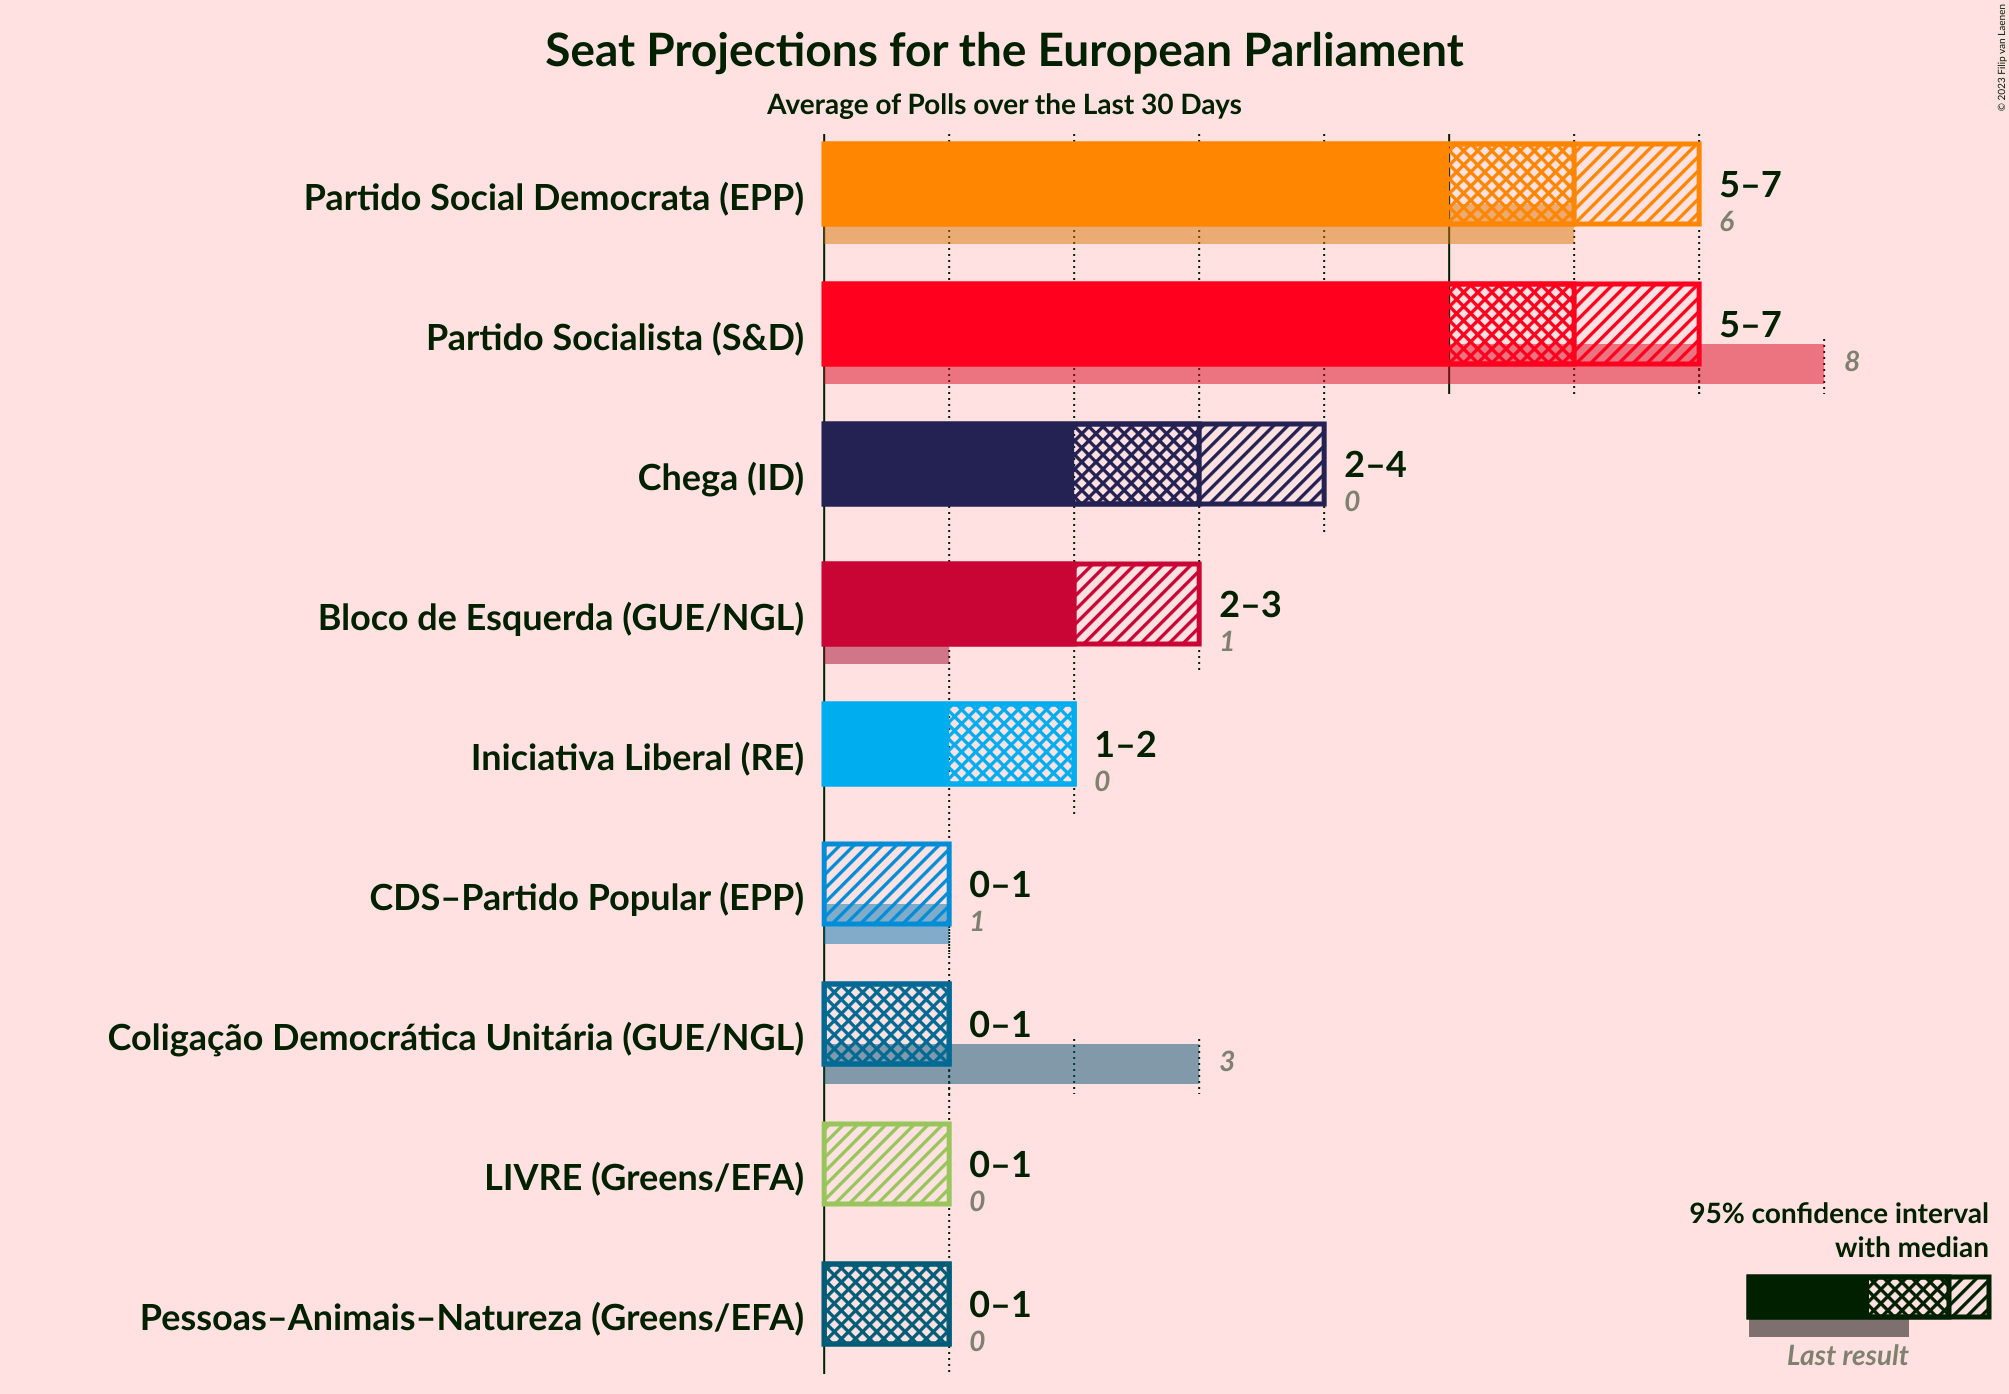 Seat Projections for the European Parliament
Average of Polls over the Last 30 Days
© 2023 Filip van Laenen
Partido Social Democrata (EPP)
5–7
6
Partido Socialista (S&D)
5–7
8
Chega (ID)
2–4
0
Bloco de Esquerda (GUE/NGL)
2–3
1
Iniciativa Liberal (RE)
1–2
0
CDS–Partido Popular (EPP)
0–1
1
Coligação Democrática Unitária (GUE/NGL)
0–1
3
LIVRE (Greens/EFA)
0–1
0
Pessoas–Animais–Natureza (Greens/EFA)
0–1
0
95% confidence interval
with median
Last result